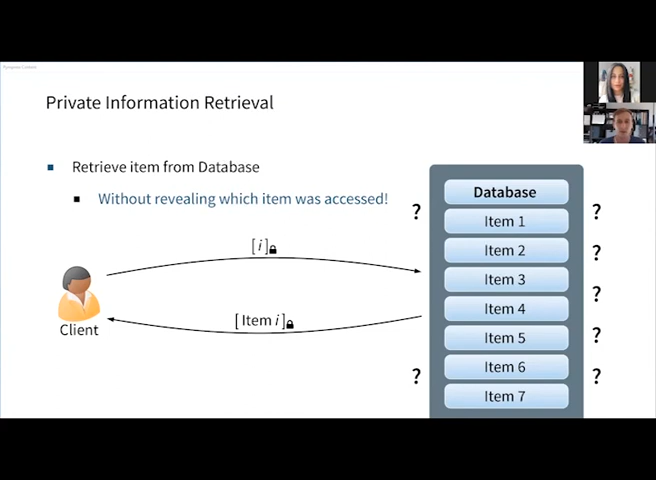 Private Information Retrieval
Retrieve item from Database
Without revealing which item was accessed!
Database
? ?
Item 1
[i]
Item 2
?
Item 3
?
Client
[Item i]
Item 4
Item 5
?
Item 6
? ?
Item 7